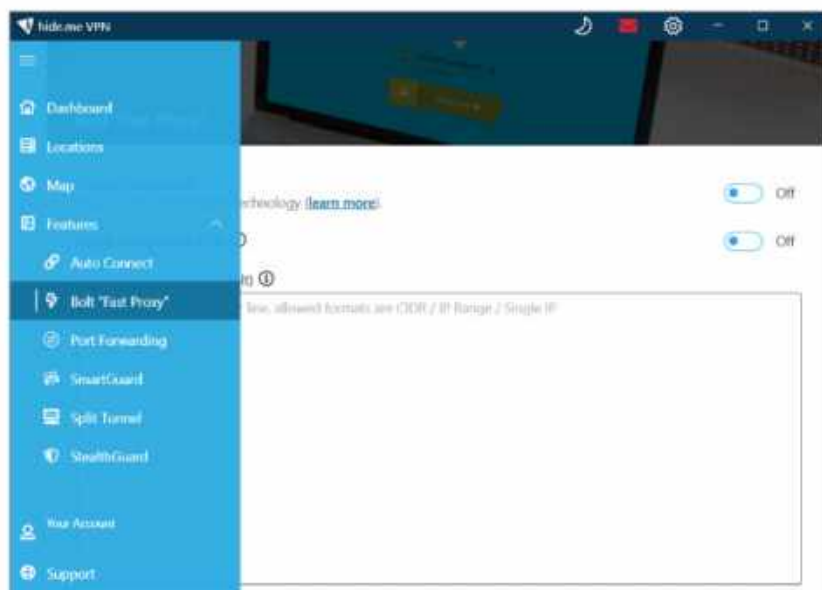 hide.me VPN
Dashboard
Locations
Map
technology (learn more).
Off
Features
Off
Auto Connect
Bolt "Fast Proxy"
line, allowed formats are CIDR / IP Range / Single IP
Port Forwarding
SmartGuard
Split Tunnel
StealthGuard
Your Account
Support